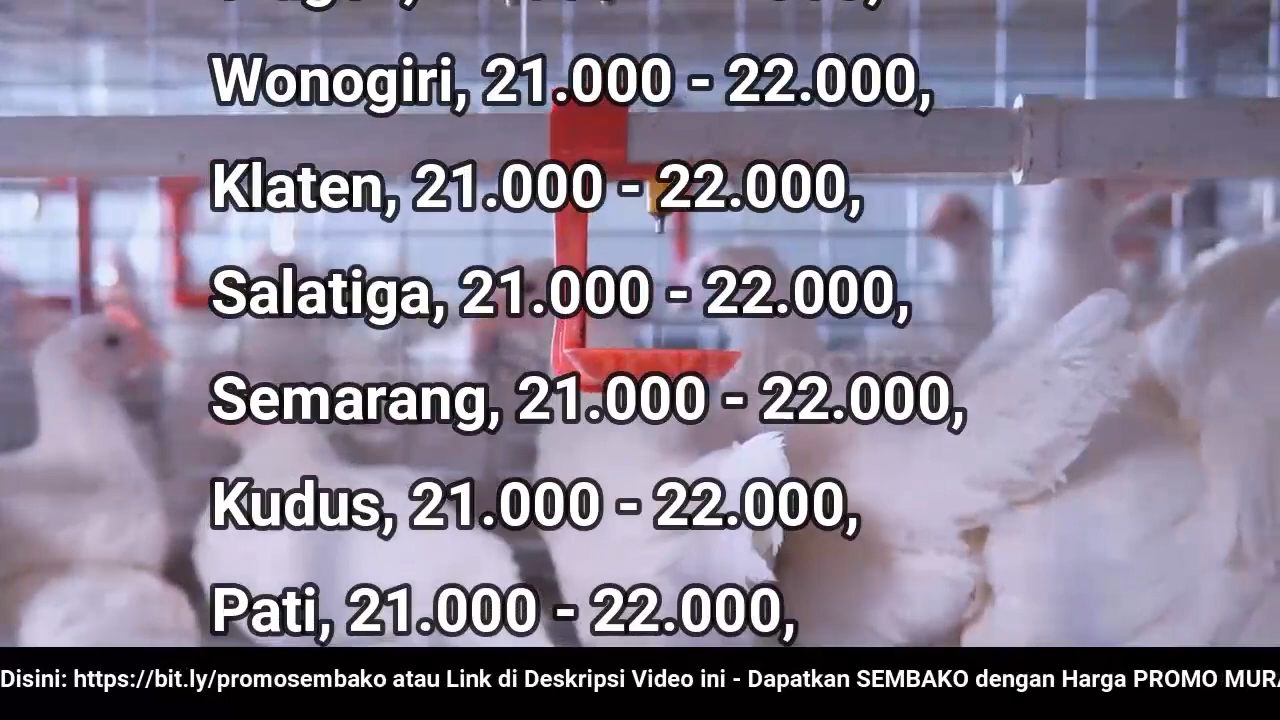 Wonogiri, 21.000 - 22.000,
Klaten, 21.000 - 22.000,
Salatiga, 21.000 - 22.000,
Semarang, 21.000 - 22.000,
Kudus, 21.000 - 22.000,
Pati, 21.000 - 22.000,
Disini: https://bit.ly/promosembako atau Link di Deskripsi Video ini - Dapatkan SEMBAKO dengan Harga PROMO